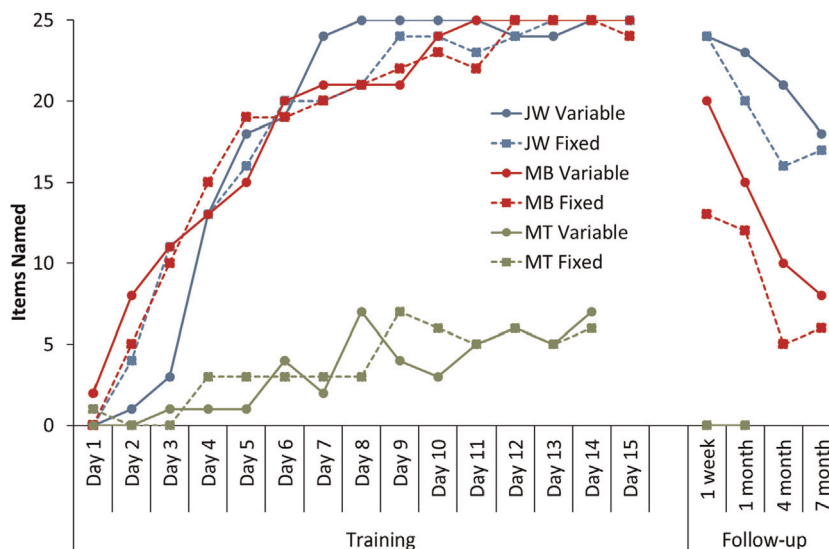 25
20
15
10
5
0
Items Named
JW Variable
JW Fixed
MB Variable
MB Fixed
MT Variable
MT Fixed
Day 1
Day 2
Day 3
Day 4
Day 5
Day 6
Day 7
Day 8
Day 9
Day 10
Day 11
Day 12
Day 13
Day 14
Day 15
1 week
1 month
4 month
7 month
Training
Follow-up